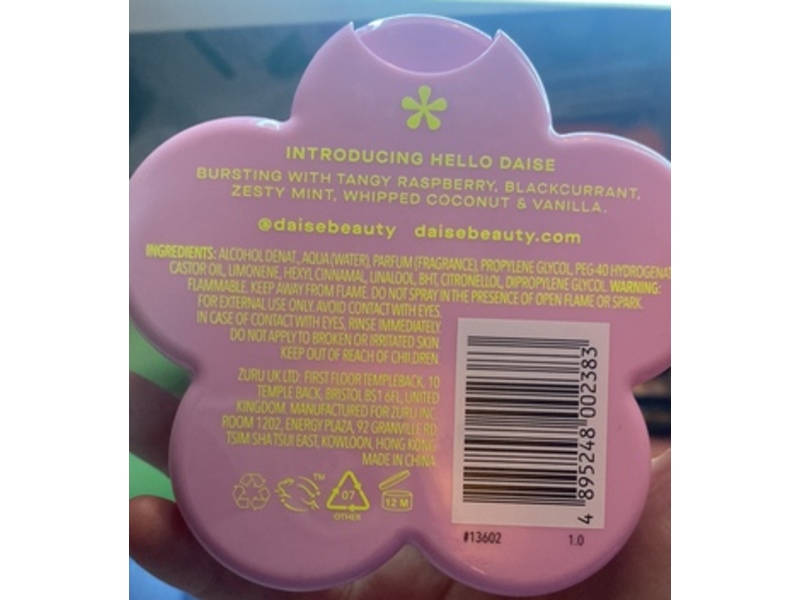 INTRODUCING HELLO DAISE
BURSTING WITH TANGY RASPBERRY, BLACKCURRANT,
ZESTY MINT, WHIPPED COCONUT & VANILLA.
@daisebeauty daisebeauty.com
INGREDIENTS: ALCOHOL DENAT., AQUA (WATER), PARFUM (FRAGRANCE), PROPYLENE GLYCOL, PEG-40 HYDROGENAT
CASTOR OIL, LIMONENE, HEXYL CINNAMAL, LINALOOL, BHT, CITRONELLOL, DIPROPYLENE GLYCOL WARNING:
FLAMMABLE. KEEP AWAY FROM FLAME. DO NOT SPRAY IN THE PRESENCE OF OPEN FLAME OR SPARK.
FOR EXTERNAL USE ONLY. AVOID CONTACT WITH EYES.
IN CASE OF CONTACT WITH EYES, RINSE IMMEDIATELY.
DO NOT APPLY TO BROKEN OR IRRITATED SKIN.
KEEP OUT OF REACH OF CHILDREN.
ZURU UK LTD: FIRST FLOOR TEMPLEBACK, 10
TEMPLE BACK, BRISTOL BS1 6FL, UNITED
KINGDOM. MANUFACTURED FOR ZURU INC.
ROOM 1202, ENERGY PLAZA, 92 GRANVILLE RD
TSIM SHA TSUI EAST, KOWLOON, HONG KONG
MADE IN CHINA
TM
07
OTHER
12 M
4 895248 002383
#13602 1.0